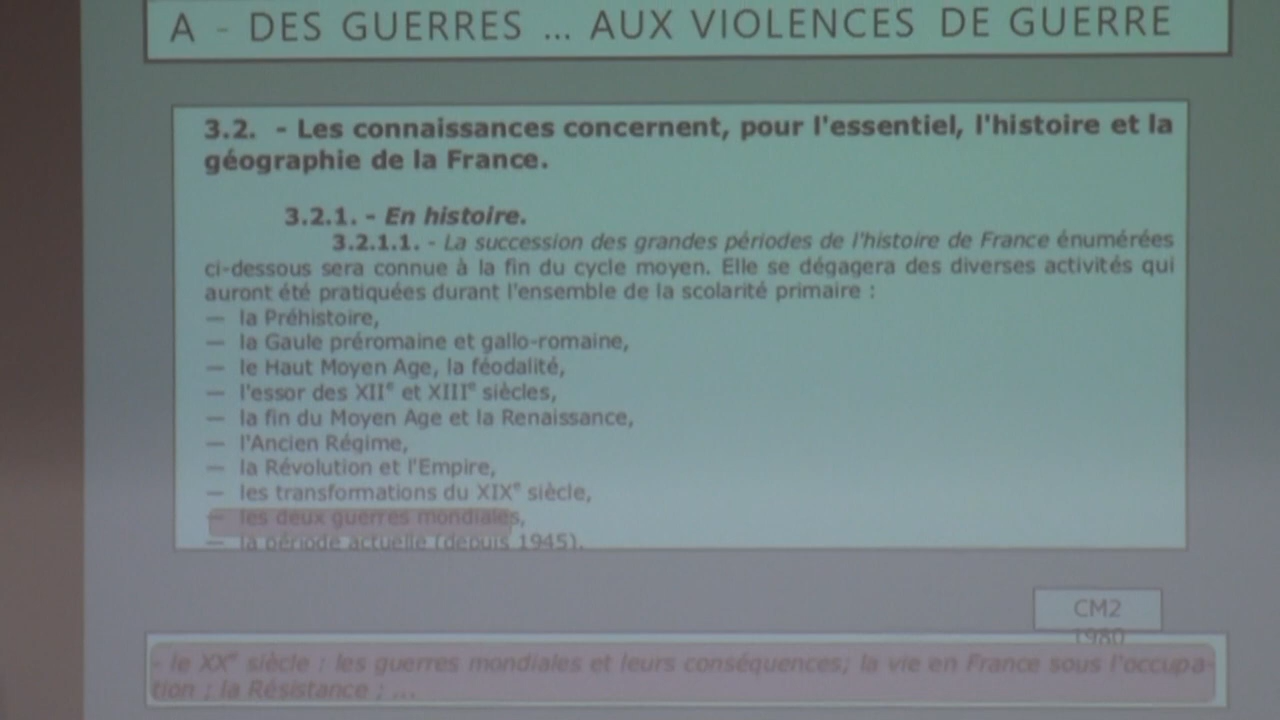 A - DES GUERRES ... AUX VIOLENCES DE GUERRE
3.2. - Les connaissances concernent, pour l'essentiel, l'histoire et la
géographie de la France.
3.2.1. - En histoire.
3.2.1.1. - La succession des grandes périodes de l'histoire de France énumérées
ci-dessous sera connue à la fin du cycle moyen. Elle se dégagera des diverses activités qui
auront été pratiquées durant l'ensemble de la scolarité primaire :
— la Préhistoire,
— la Gaule préromaine et gallo-romaine,
— le Haut Moyen Age, la féodalité,
— l'essor des XIIe et XIIIe siècles,
— la fin du Moyen Age et la Renaissance,
— l'Ancien Régime,
— la Révolution et l'Empire,
— les transformations du XIXe siècle,
— les deux guerres mondiales,
— la période actuelle (depuis 1945).
CM2
1980
- le XXe siècle : les guerres mondiales et leurs conséquences; la vie en France sous l'occupa-
tion ; la Résistance ; ...